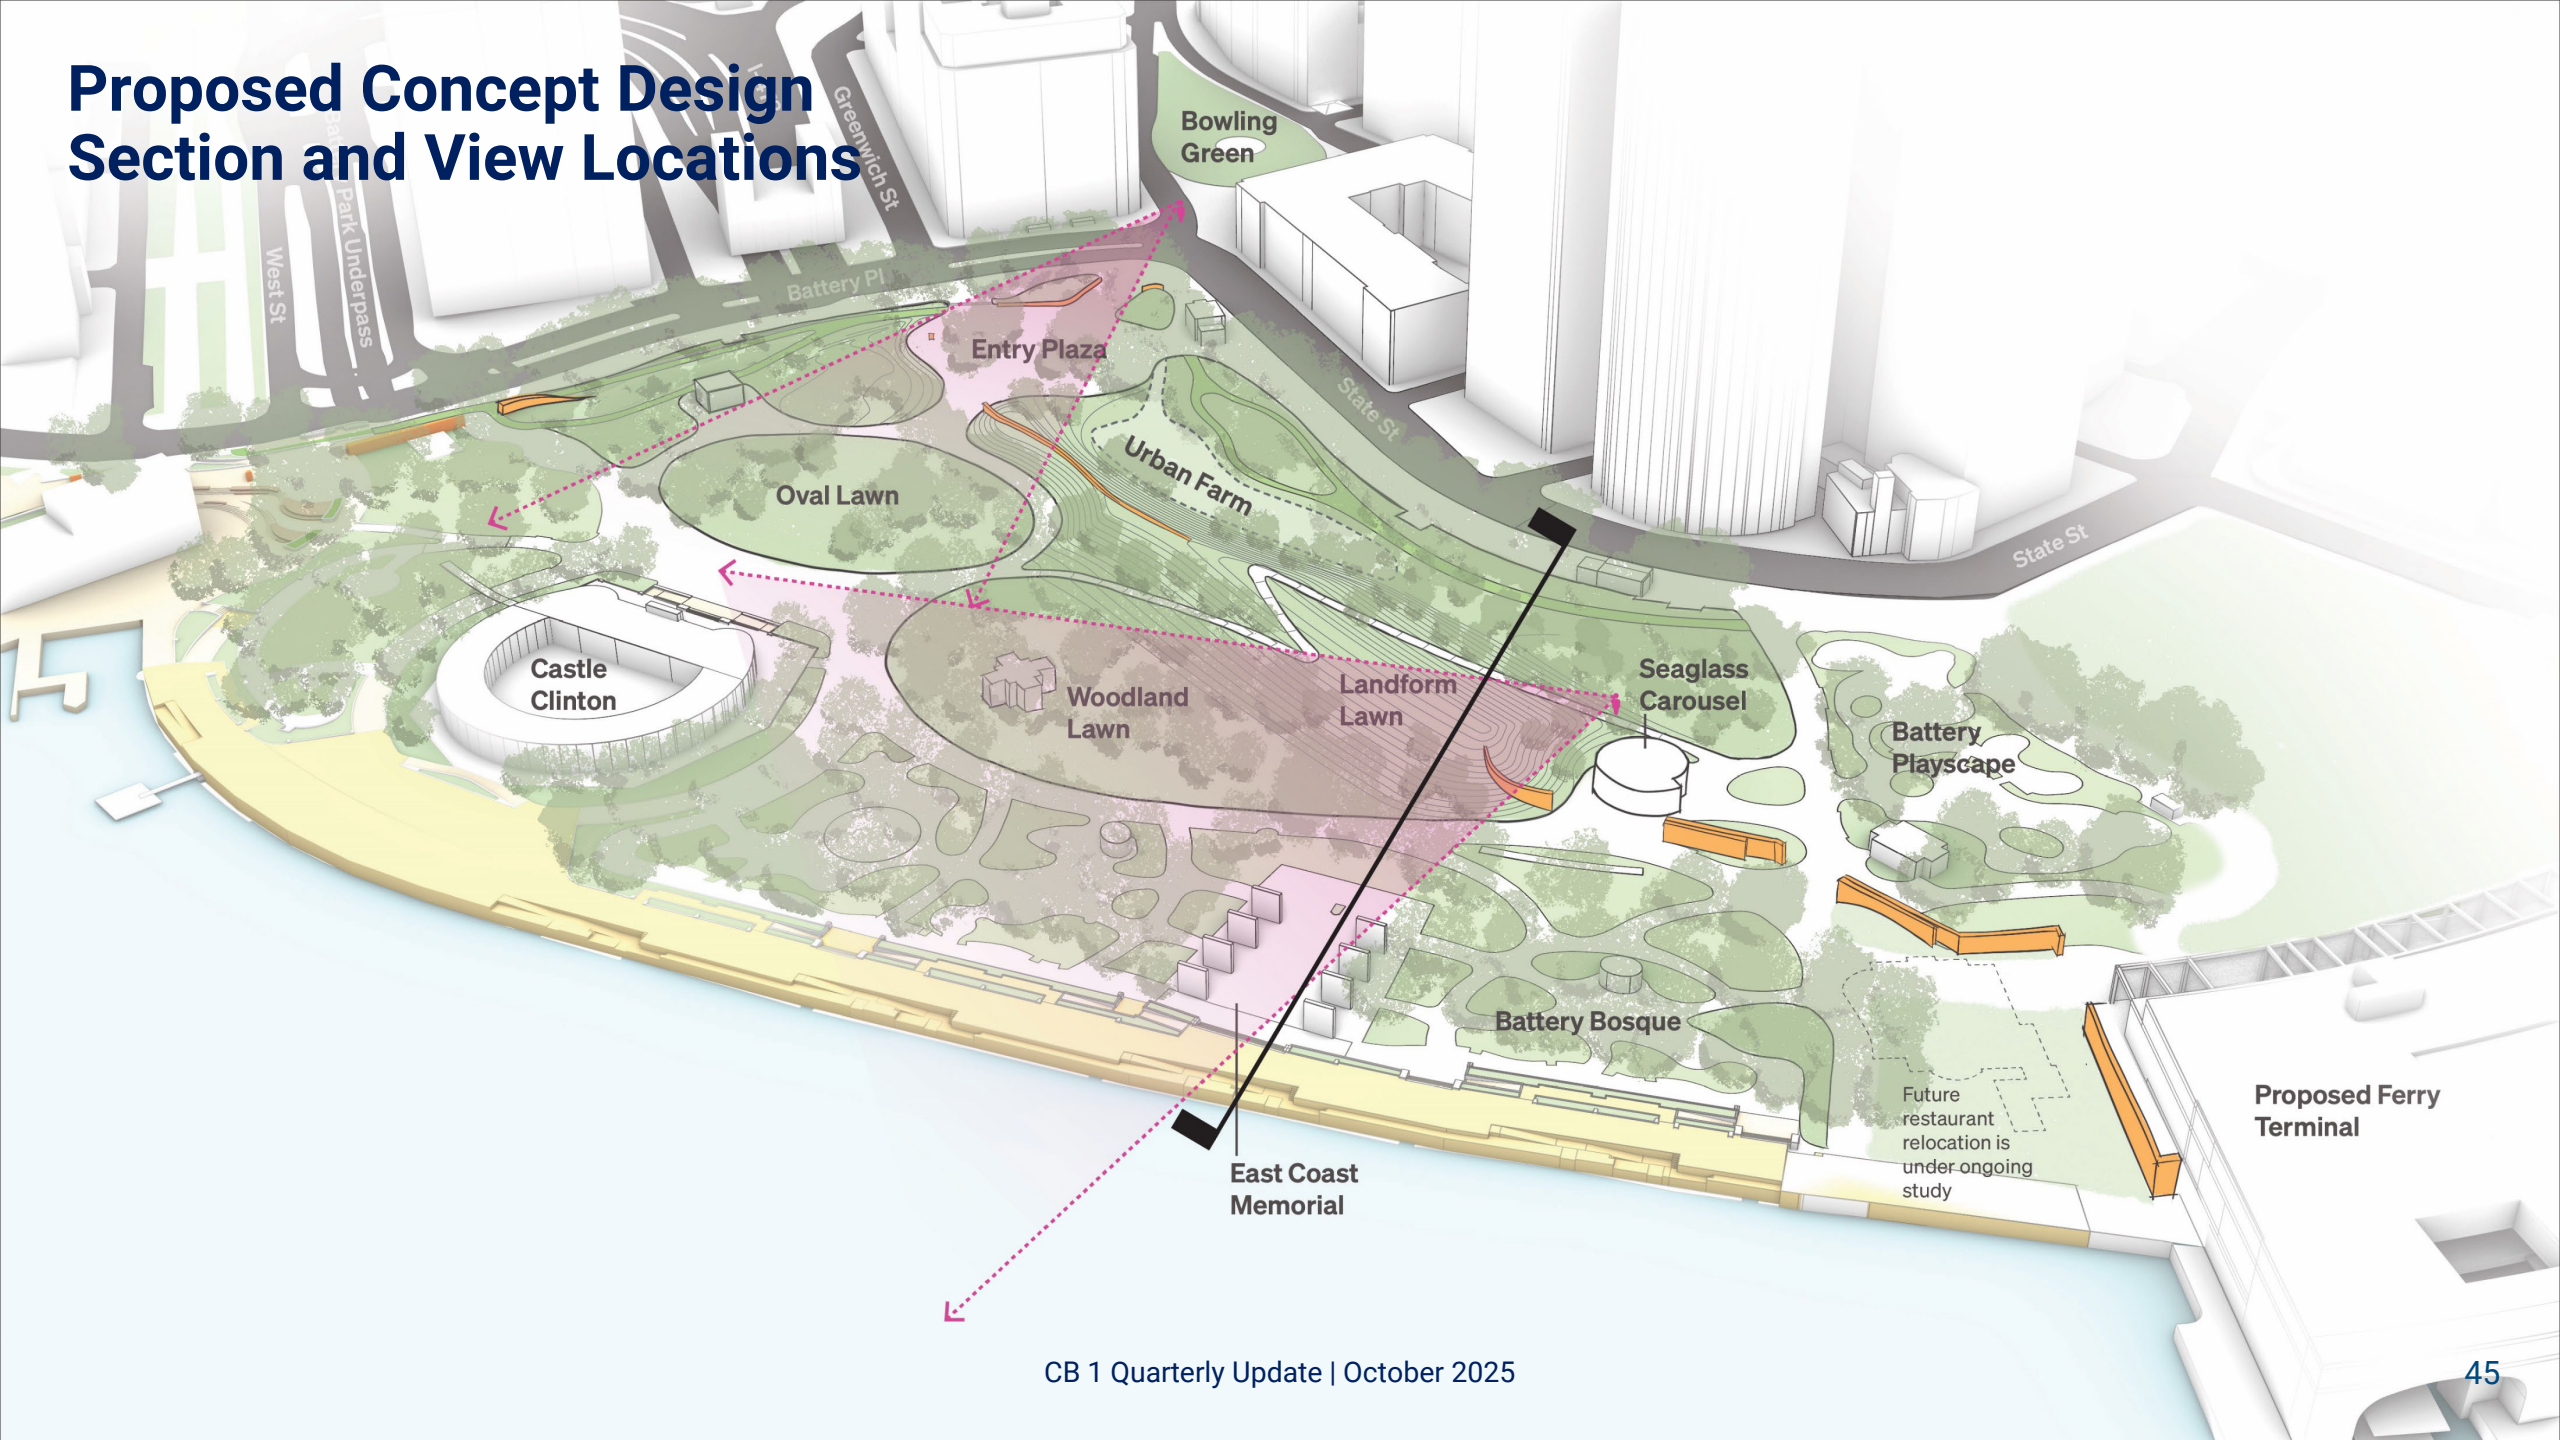 Proposed Concept Design
Section and View Locations
Greenwich St
Bowling
Green
West St
Park Underpass
Battery Pl
Entry Plaza
State St
Urban Farm
Oval Lawn
State St
Castle
Clinton
Woodland
Lawn
Landform
Lawn
Seaglass
Carousel
Battery
Playscape
Battery Bosque
Future
restaurant
relocation is
under ongoing
study
Proposed Ferry
Terminal
East Coast
Memorial
CB 1 Quarterly Update | October 2025
45